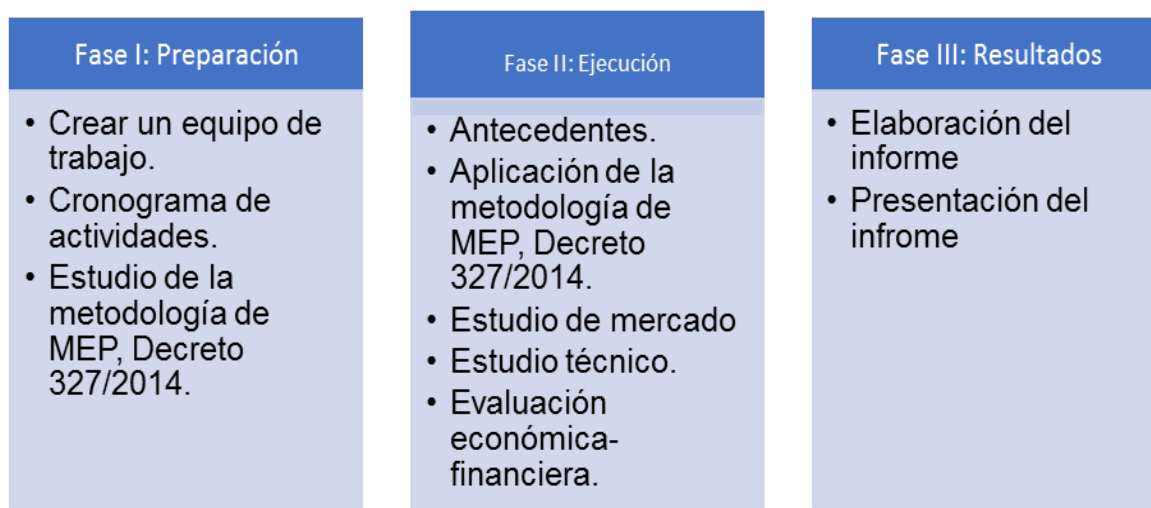 Fase I: Preparación
• Crear un equipo de
trabajo.
• Cronograma de
actividades.
• Estudio de la
metodología de
MEP, Decreto
327/2014.
Fase II: Ejecución
• Antecedentes.
• Aplicación de la
metodología de
MEP, Decreto
327/2014.
• Estudio de mercado
• Estudio técnico.
• Evaluación
económica-
financiera.
Fase III: Resultados
• Elaboración del
informe
• Presentación del
infrome